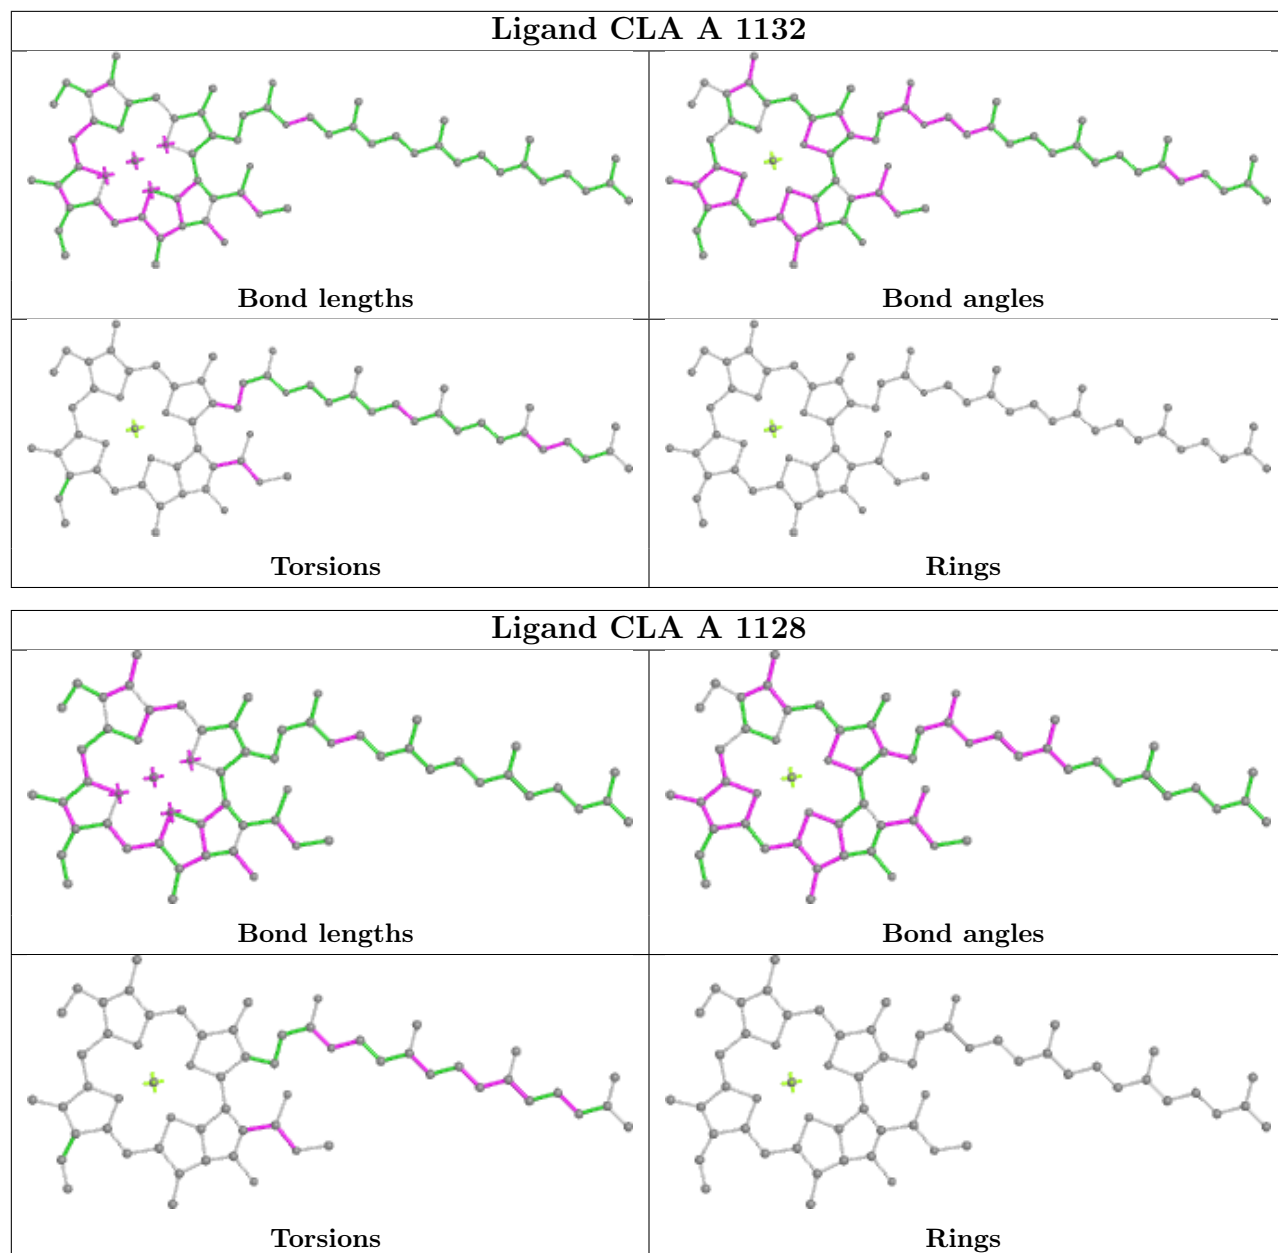 Ligand CLA A 1132
Bond lengths
Bond angles
Torsions
Rings
Ligand CLA A 1128
Bond lengths
Bond angles
Torsions
Rings